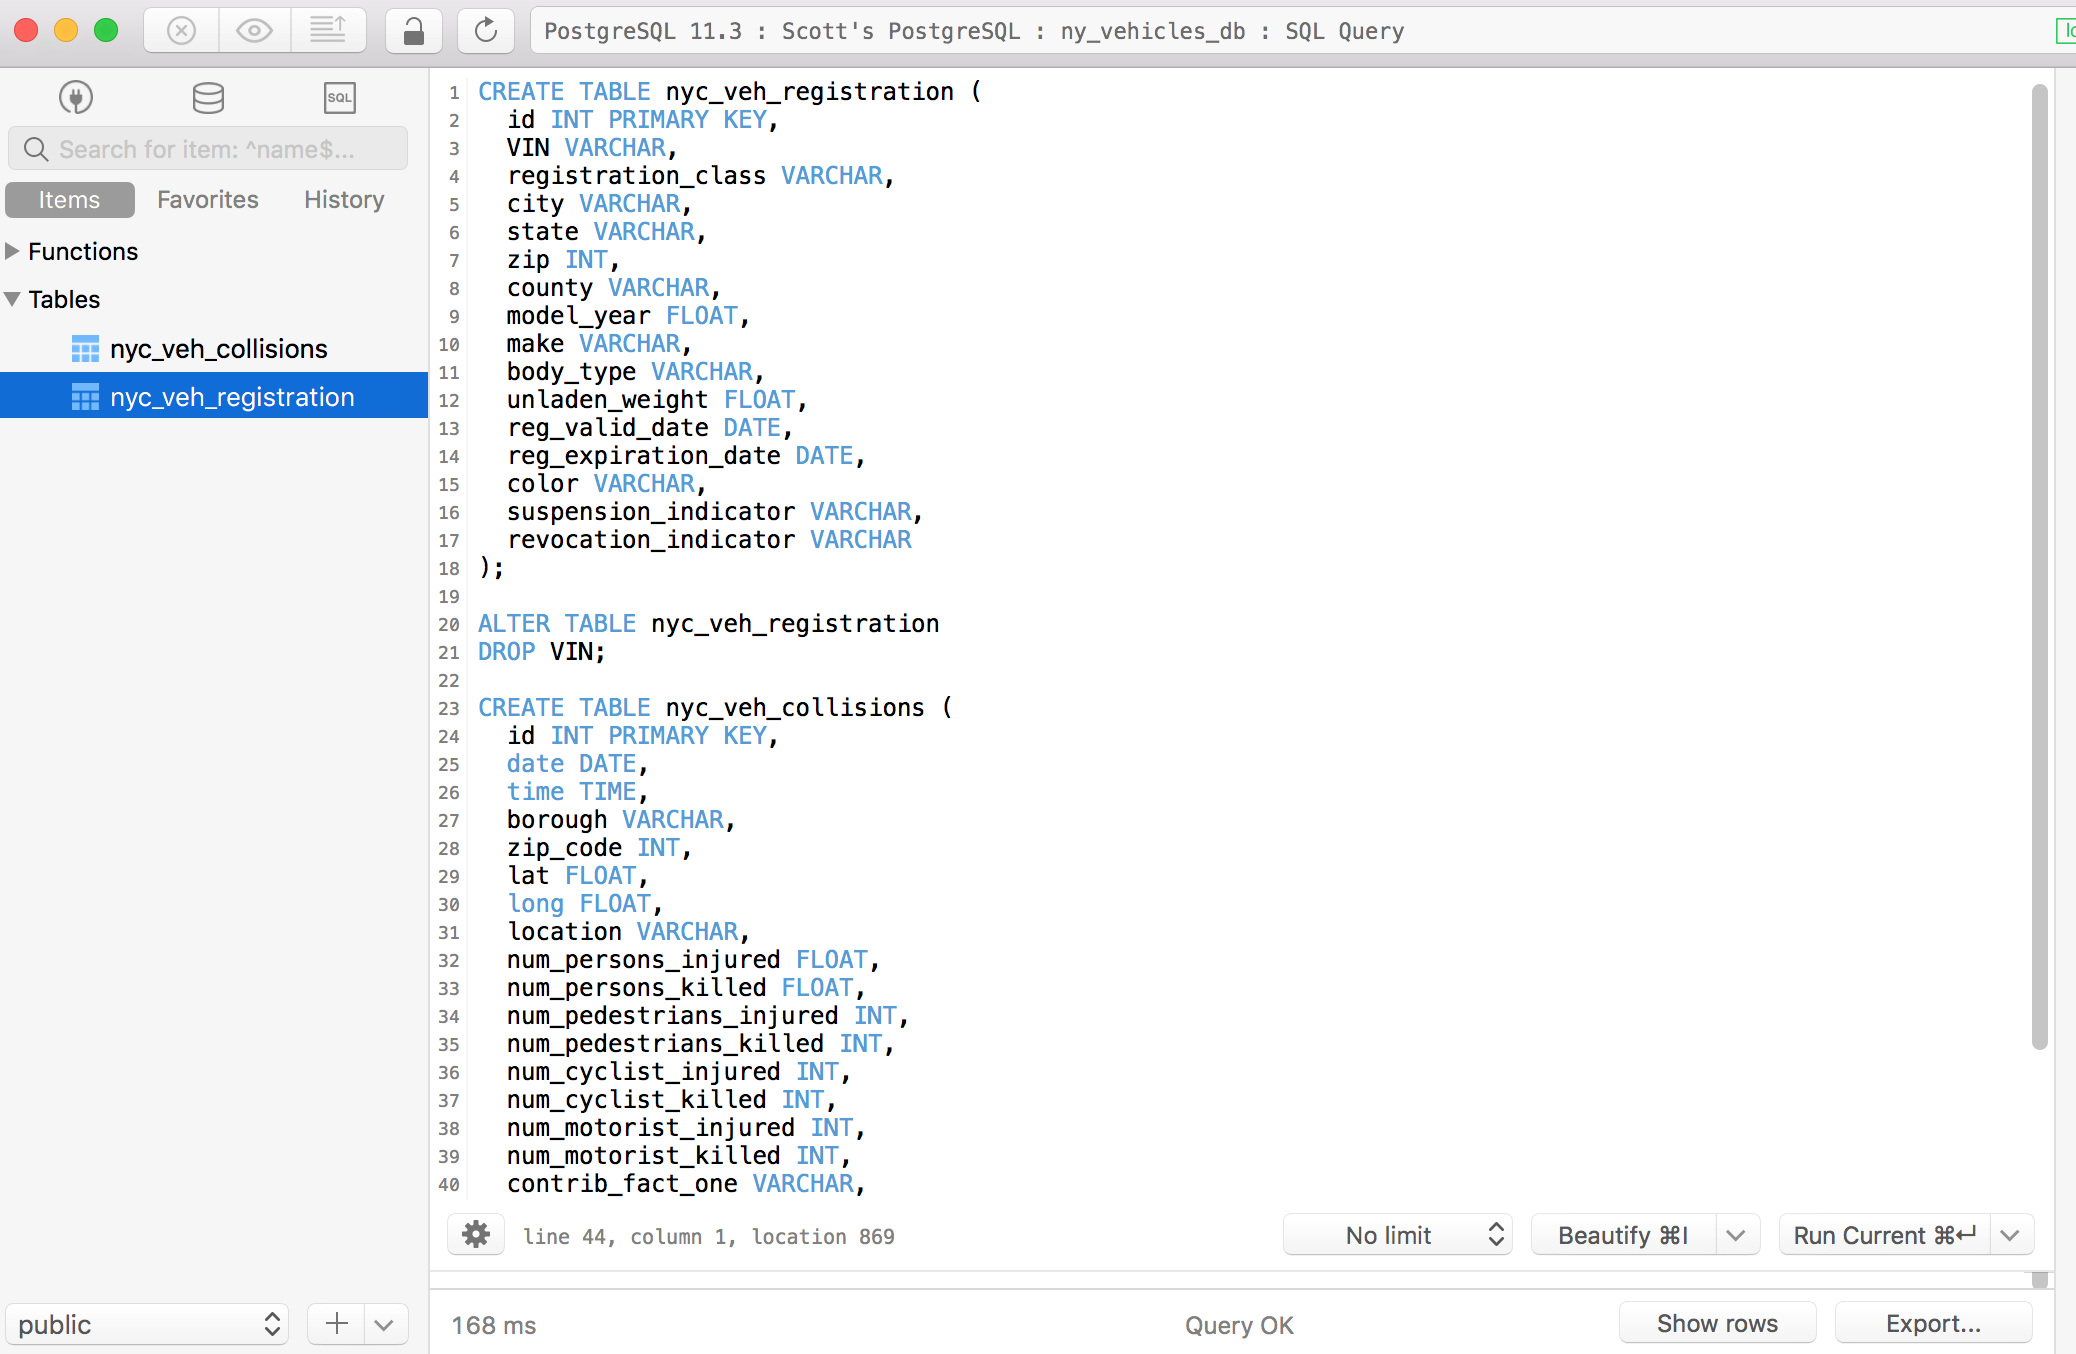 PostgreSQL 11.3 : Scott's PostgreSQL : ny_vehicles_db : SQL Query
SQL
Search for item: ^name$...
Items Favorites History
Functions
Tables
nyc_veh_collisions
nyc_veh_registration
public
1 CREATE TABLE nyc_veh_registration (
2 id INT PRIMARY KEY,
3 VIN VARCHAR,
4 registration_class VARCHAR,
5 city VARCHAR,
6 state VARCHAR,
7 zip INT,
8 county VARCHAR,
9 model_year FLOAT,
10 make VARCHAR,
11 body_type VARCHAR,
12 unladen_weight FLOAT,
13 reg_valid_date DATE,
14 reg_expiration_date DATE,
15 color VARCHAR,
16 suspension_indicator VARCHAR,
17 revocation_indicator VARCHAR
18 );
19
20 ALTER TABLE nyc_veh_registration
21 DROP VIN;
22
23 CREATE TABLE nyc_veh_collisions (
24 id INT PRIMARY KEY,
25 date DATE,
26 time TIME,
27 borough VARCHAR,
28 zip_code INT,
29 lat FLOAT,
30 long FLOAT,
31 location VARCHAR,
32 num_persons_injured FLOAT,
33 num_persons_killed FLOAT,
34 num_pedestrians_injured INT,
35 num_pedestrians_killed INT,
36 num_cyclist_injured INT,
37 num_cyclist_killed INT,
38 num_motorist_injured INT,
39 num_motorist_killed INT,
40 contrib_fact_one VARCHAR,
line 44, column 1, location 869
No limit
Beautify ⌘I
Run Current ⌘↵
168 ms
Query OK
Show rows
Export...